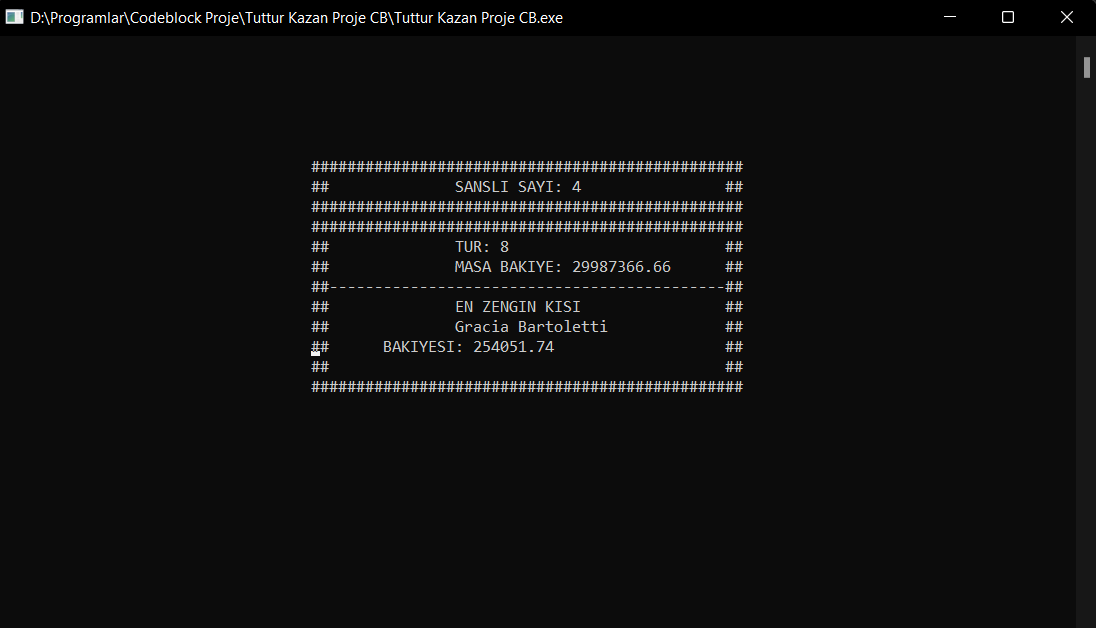 D:\Programlar\Codeblock Proje\Tuttur Kazan Proje CB\Tuttur Kazan Proje CB.exe
################################################
##              SANSLI SAYI: 4                ##
################################################
################################################
##              TUR: 8                        ##
##              MASA BAKIYE: 29987366.66      ##
##--------------------------------------------##
##              EN ZENGIN KISI                ##
##              Gracia Bartoletti             ##
##      BAKIYESI: 254051.74                   ##
##                                            ##
################################################